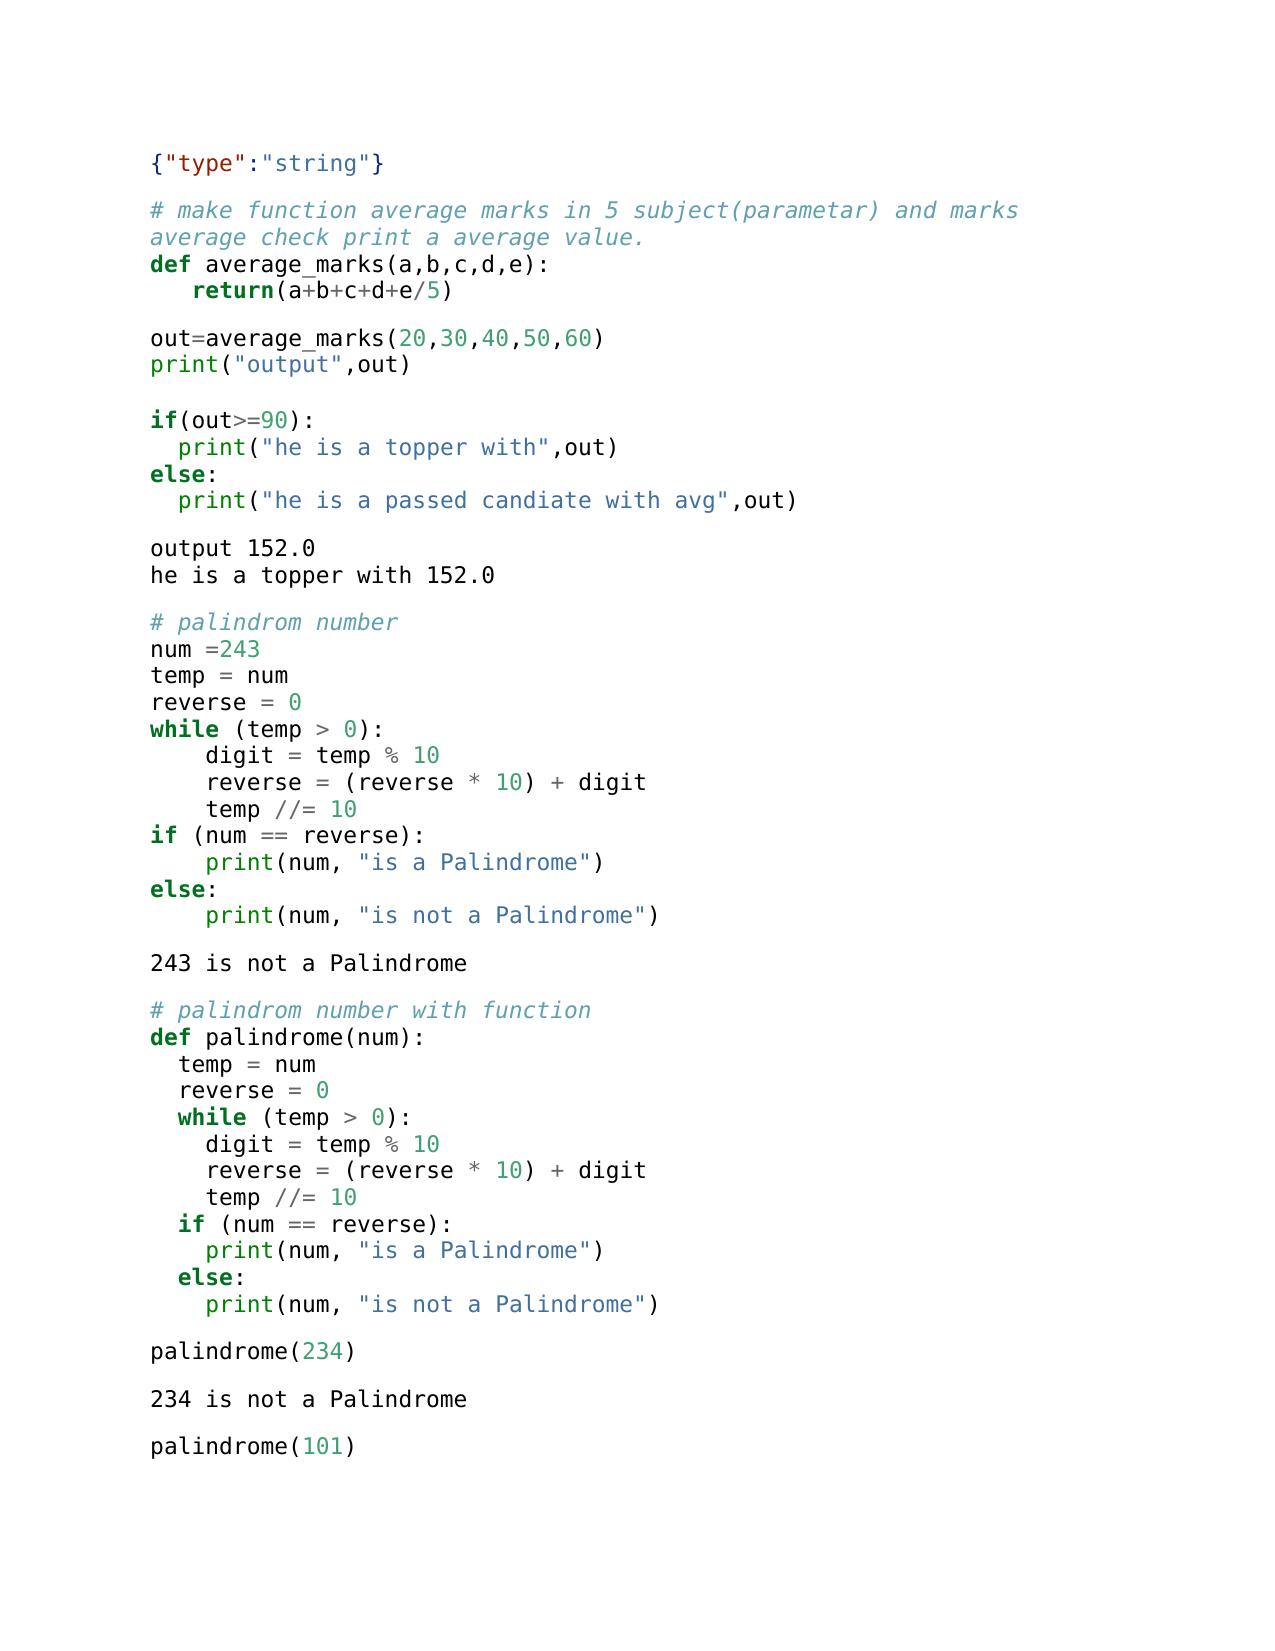 {"type":"string"}
# make function average marks in 5 subject(parametar) and marks
average check print a average value.
def average_marks(a,b,c,d,e):
   return(a+b+c+d+e/5)
out=average_marks(20,30,40,50,60)
print("output",out)
if(out>=90):
  print("he is a topper with",out)
else:
  print("he is a passed candiate with avg",out)
output 152.0
he is a topper with 152.0
# palindrom number
num =243
temp = num
reverse = 0
while (temp > 0):
    digit = temp % 10
    reverse = (reverse * 10) + digit
    temp //= 10
if (num == reverse):
    print(num, "is a Palindrome")
else:
    print(num, "is not a Palindrome")
243 is not a Palindrome
# palindrom number with function
def palindrome(num):
  temp = num
  reverse = 0
  while (temp > 0):
    digit = temp % 10
    reverse = (reverse * 10) + digit
    temp //= 10
  if (num == reverse):
    print(num, "is a Palindrome")
  else:
    print(num, "is not a Palindrome")
palindrome(234)
234 is not a Palindrome
palindrome(101)